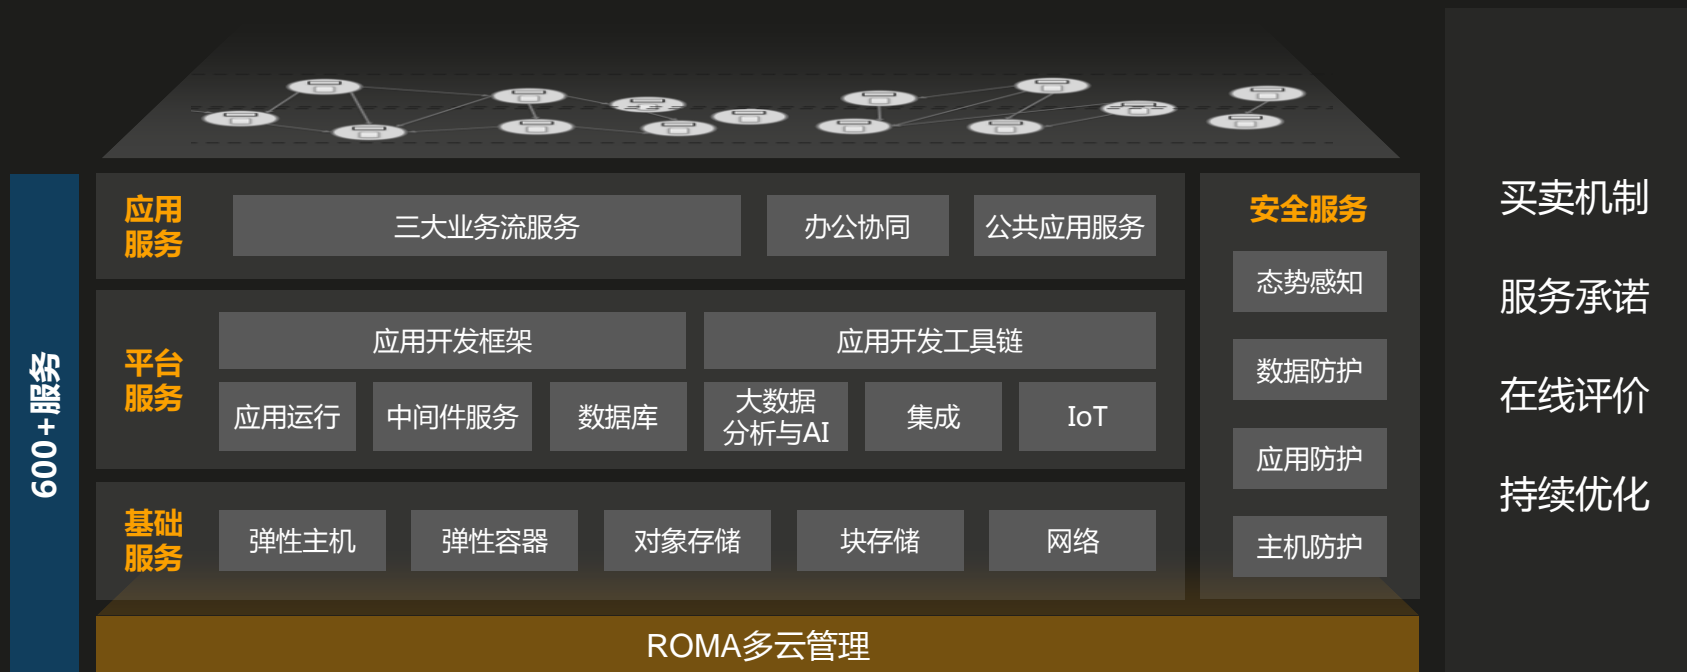 600+服务
应用
服务
三大业务流服务
办公协同
公共应用服务
平台
服务
应用开发框架
应用开发工具链
应用运行
中间件服务
数据库
大数据
分析与AI
集成
IoT
基础
服务
弹性主机
弹性容器
对象存储
块存储
网络
安全服务
态势感知
数据防护
应用防护
主机防护
ROMA多云管理
买卖机制
服务承诺
在线评价
持续优化